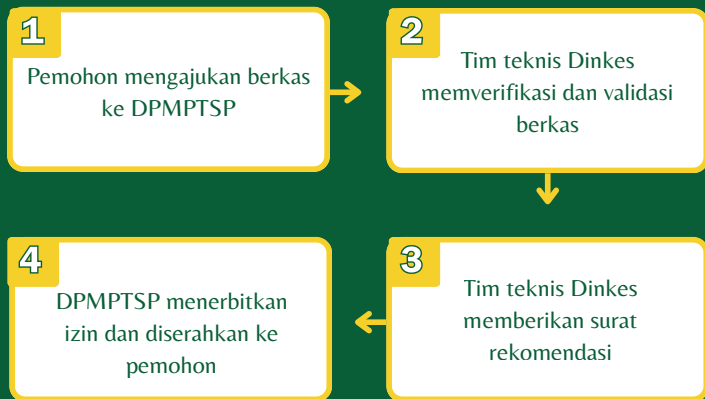 1
Pemohon mengajukan berkas
ke DPMPTSP
2
Tim teknis Dinkes
memverifikasi dan validasi
berkas
3
Tim teknis Dinkes
memberikan surat
rekomendasi
4
DPMPTSP menerbitkan
izin dan diserahkan ke
pemohon